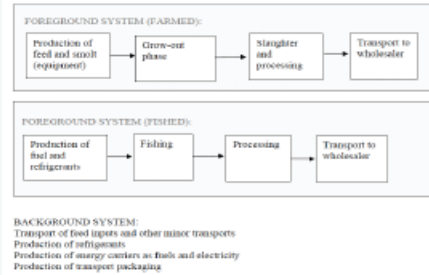 FOREGROUND SYSTEM (FARMED):
Production of
feed and smolt
(equipment)
Grow-out
phase
Slaughter
and
processing
Transport to
wholesaler
FOREGROUND SYSTEM (FISHED):
Production of
fuel and
refrigerants
Fishing
Processing
Transport to
wholesaler
BACKGROUND SYSTEM:
Transport of feed inputs and other minor transports
Production of refrigerants
Production of energy carriers as fuels and electricity
Production of transport packaging